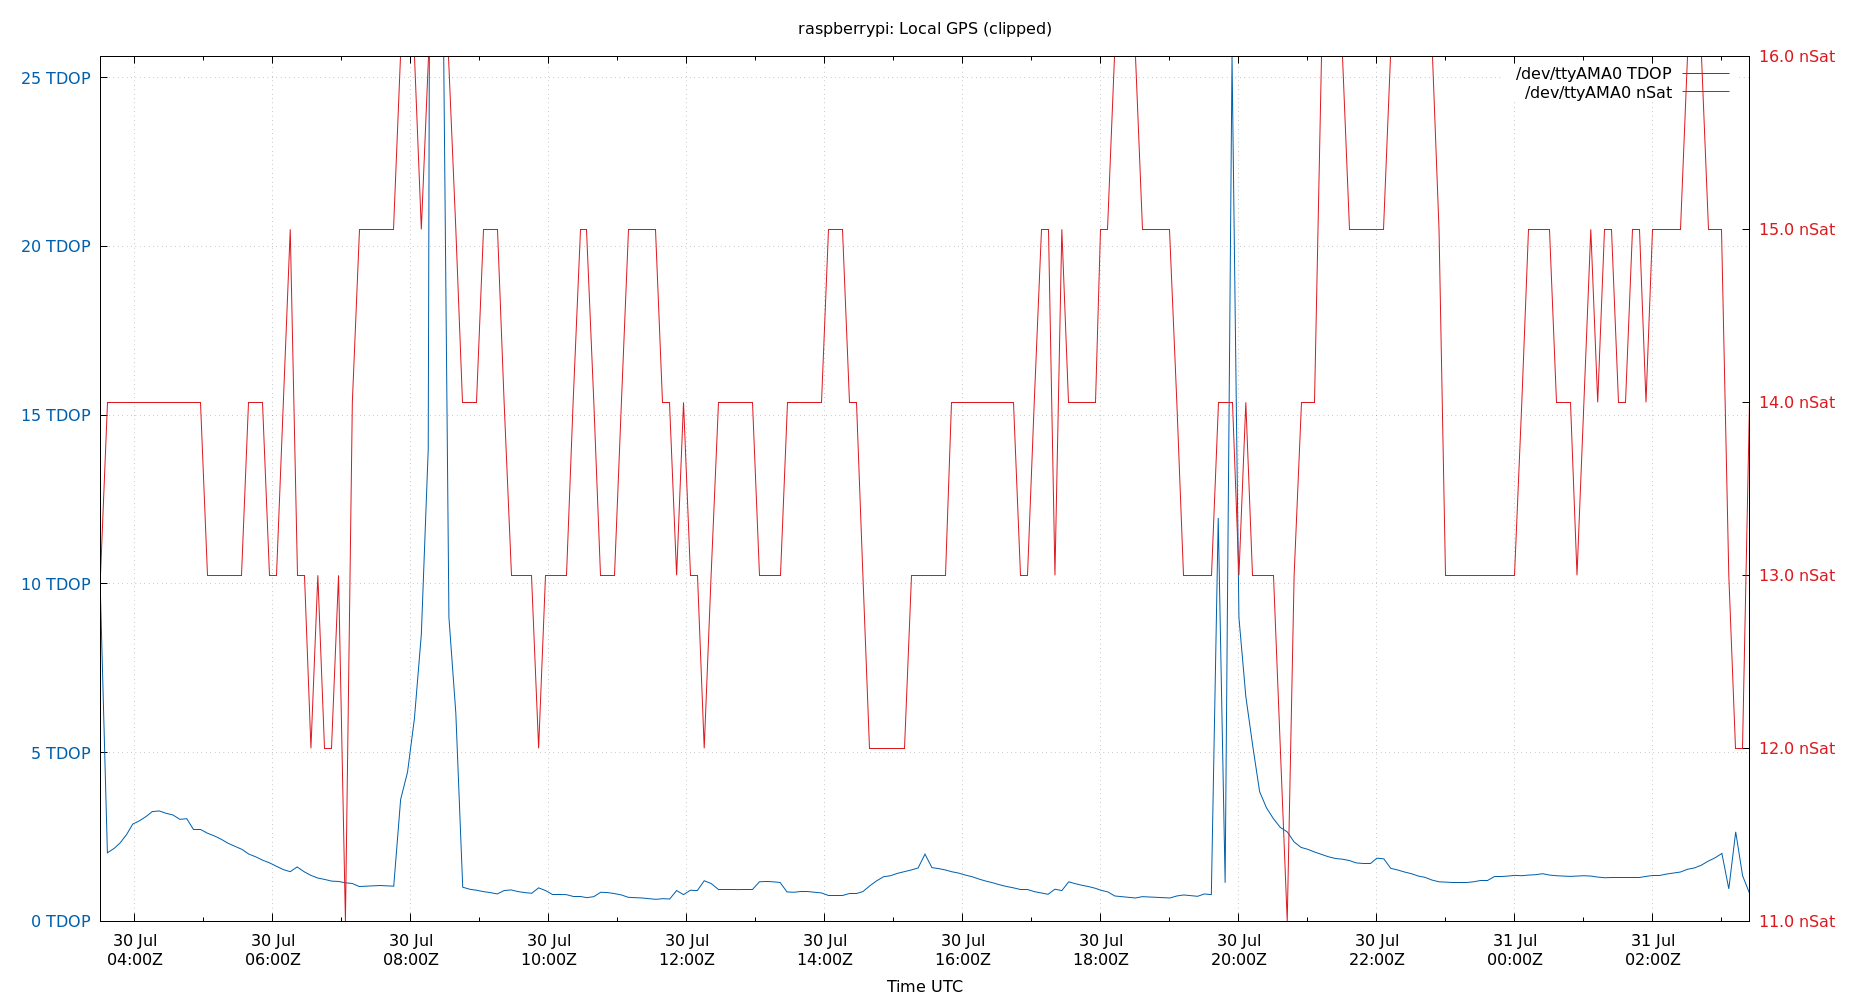 raspberrypi: Local GPS (clipped)
25 TDOP
20 TDOP
15 TDOP
10 TDOP
5 TDOP
0 TDOP
16.0 nSat
15.0 nSat
14.0 nSat
13.0 nSat
12.0 nSat
11.0 nSat
/dev/ttyAMA0 TDOP
/dev/ttyAMA0 nSat
30 Jul 30 Jul 30 Jul 30 Jul 30 Jul 30 Jul 30 Jul 30 Jul 30 Jul 30 Jul 31 Jul 31 Jul
04:00Z 06:00Z 08:00Z 10:00Z 12:00Z 14:00Z 16:00Z 18:00Z 20:00Z 22:00Z 00:00Z 02:00Z
Time UTC